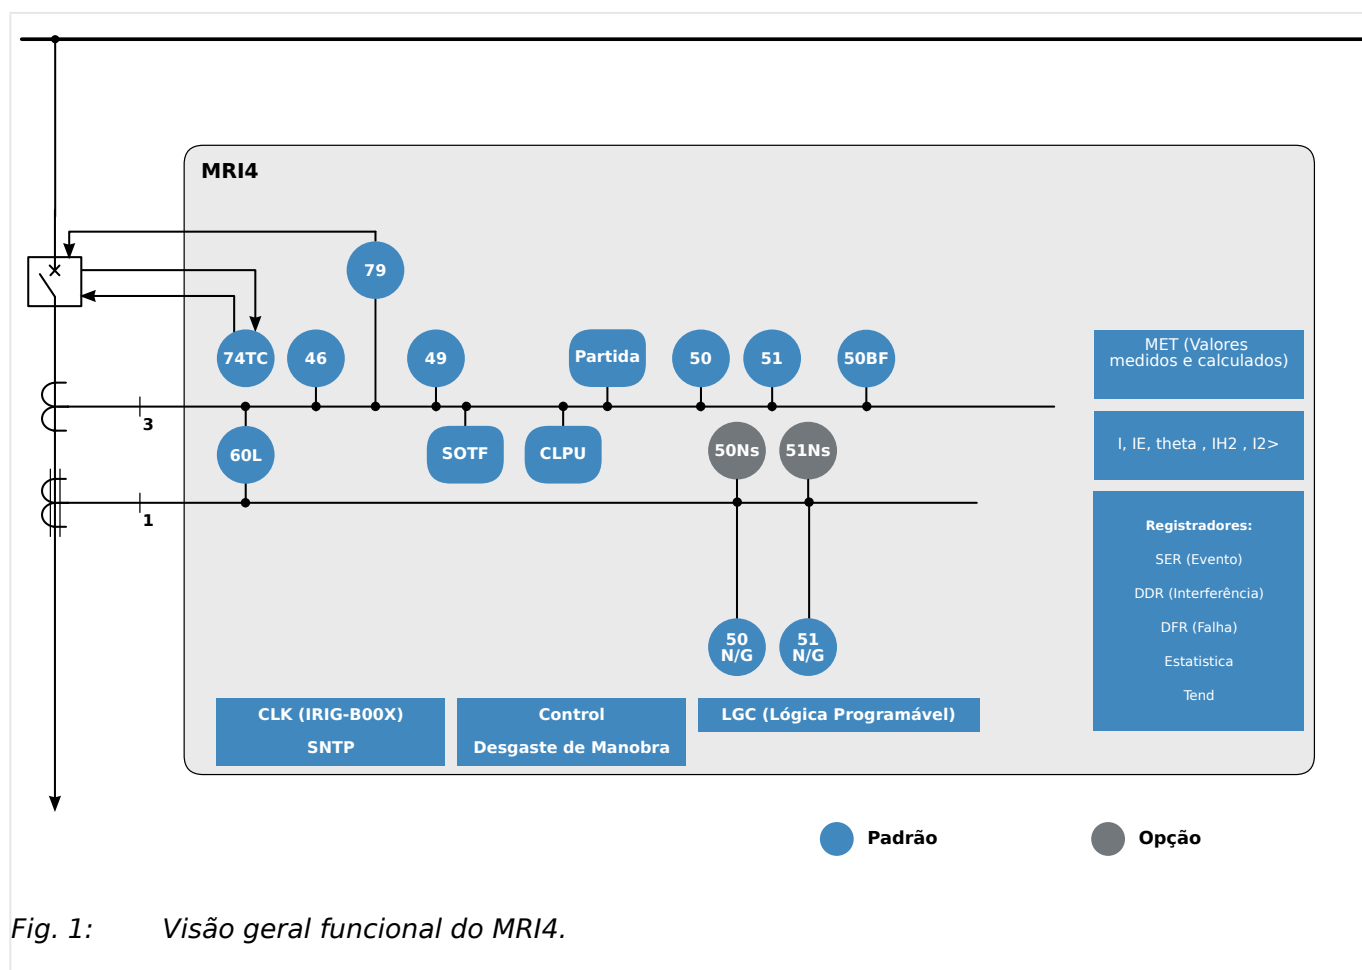 MRI4
79
74TC
46
49
Partida
50
51
50BF
3
60L
SOTF
CLPU
50Ns
51Ns
1
50
N/G
51
N/G
MET (Valores
medidos e calculados)
I, IE, theta , IH2 , I2>
Registradores:
SER (Evento)
DDR (Interferência)
DFR (Falha)
Estatistica
Tend
CLK (IRIG-B00X)
SNTP
Control
Desgaste de Manobra
LGC (Lógica Programável)
Padrão
Opção
Fig. 1: Visão geral funcional do MRI4.